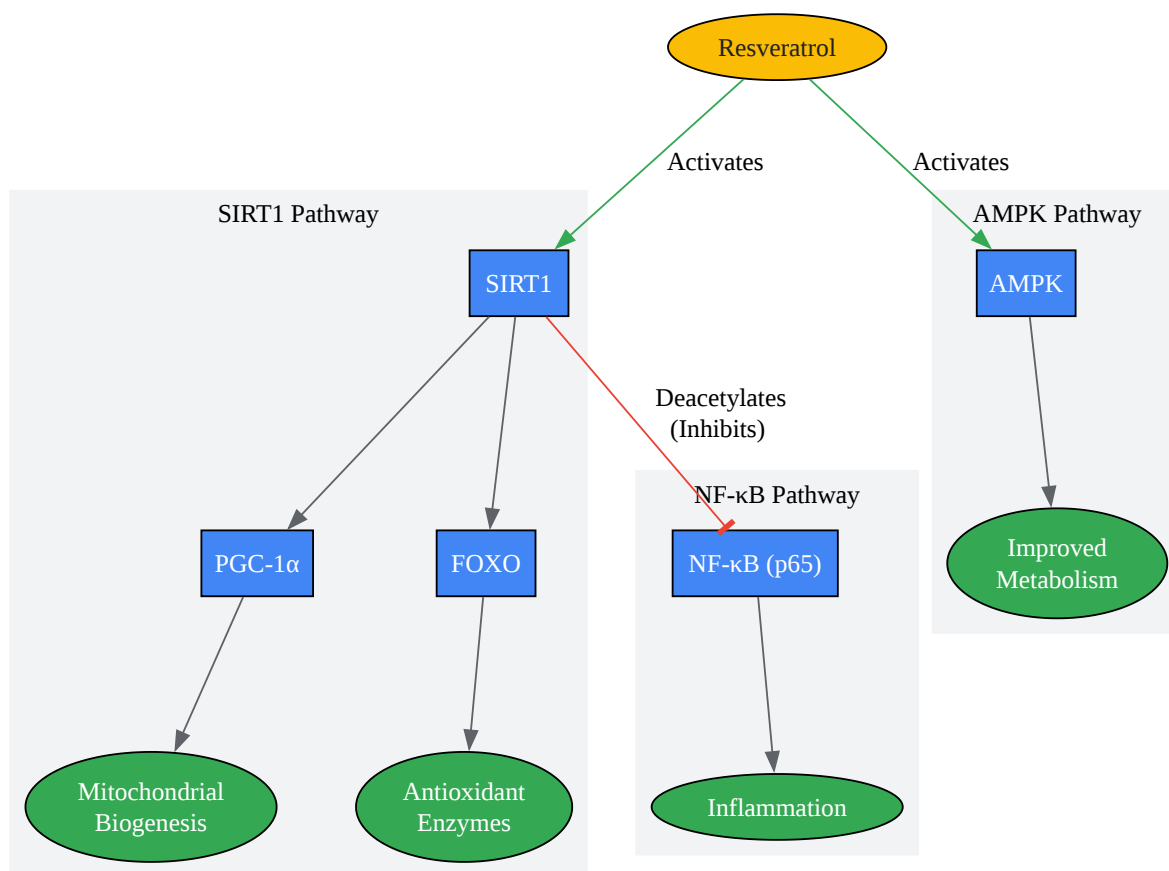 Resveratrol
Activates
Activates
SIRT1 Pathway
AMPK Pathway
SIRT1
AMPK
Deacetylates
(Inhibits)
NF-κB Pathway
PGC-1α
FOXO
NF-κB (p65)
Improved
Metabolism
Mitochondrial
Biogenesis
Antioxidant
Enzymes
Inflammation